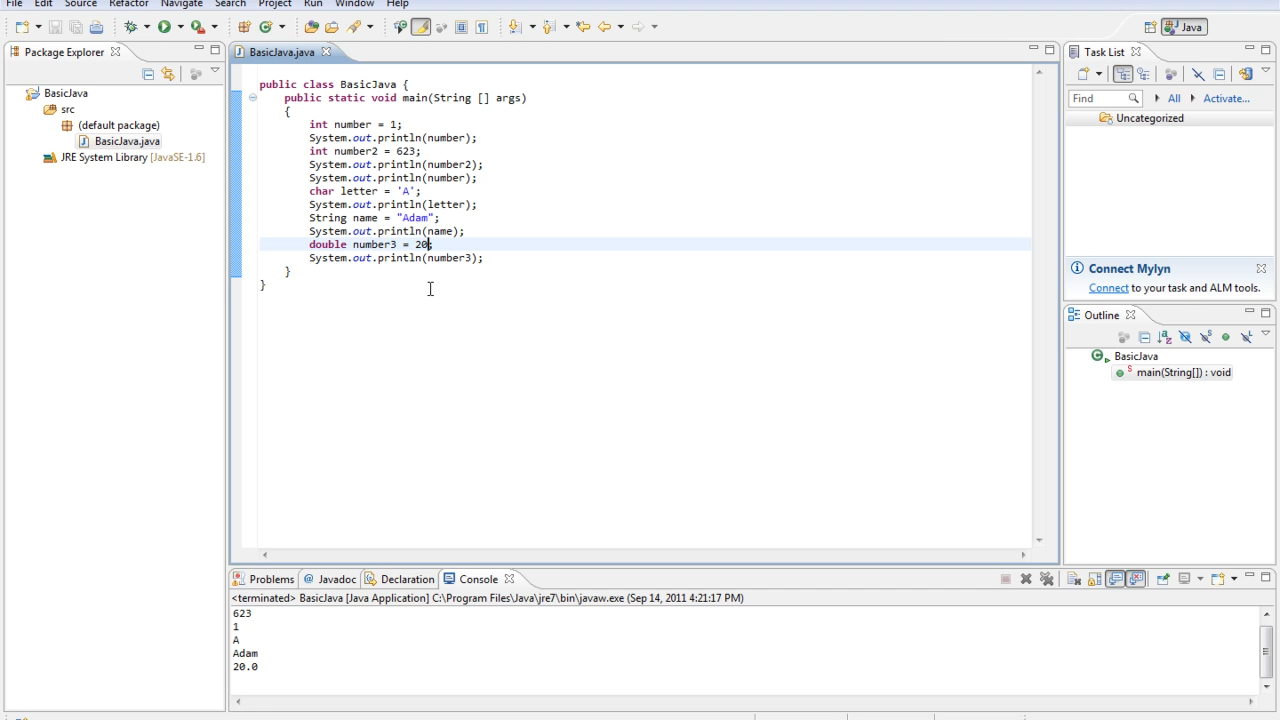 File Edit Source Refactor Navigate Search Project Run Window Help
Java
Package Explorer
BasicJava
src
(default package)
BasicJava.java
JRE System Library [JavaSE-1.6]
BasicJava.java
public class BasicJava {
public static void main(String [] args)
{
int number = 1;
System.out.println(number);
int number2 = 623;
System.out.println(number2);
System.out.println(number);
char letter = 'A';
System.out.println(letter);
String name = "Adam";
System.out.println(name);
double number3 = 20;
System.out.println(number3);
}
}
Task List
Find All Activate...
Uncategorized
Connect Mylyn
Connect to your task and ALM tools.
Outline
BasicJava
main(String[]) : void
Problems Javadoc Declaration Console
<terminated> BasicJava [Java Application] C:\Program Files\Java\jre7\bin\javaw.exe (Sep 14, 2011 4:21:17 PM)
623
1
A
Adam
20.0